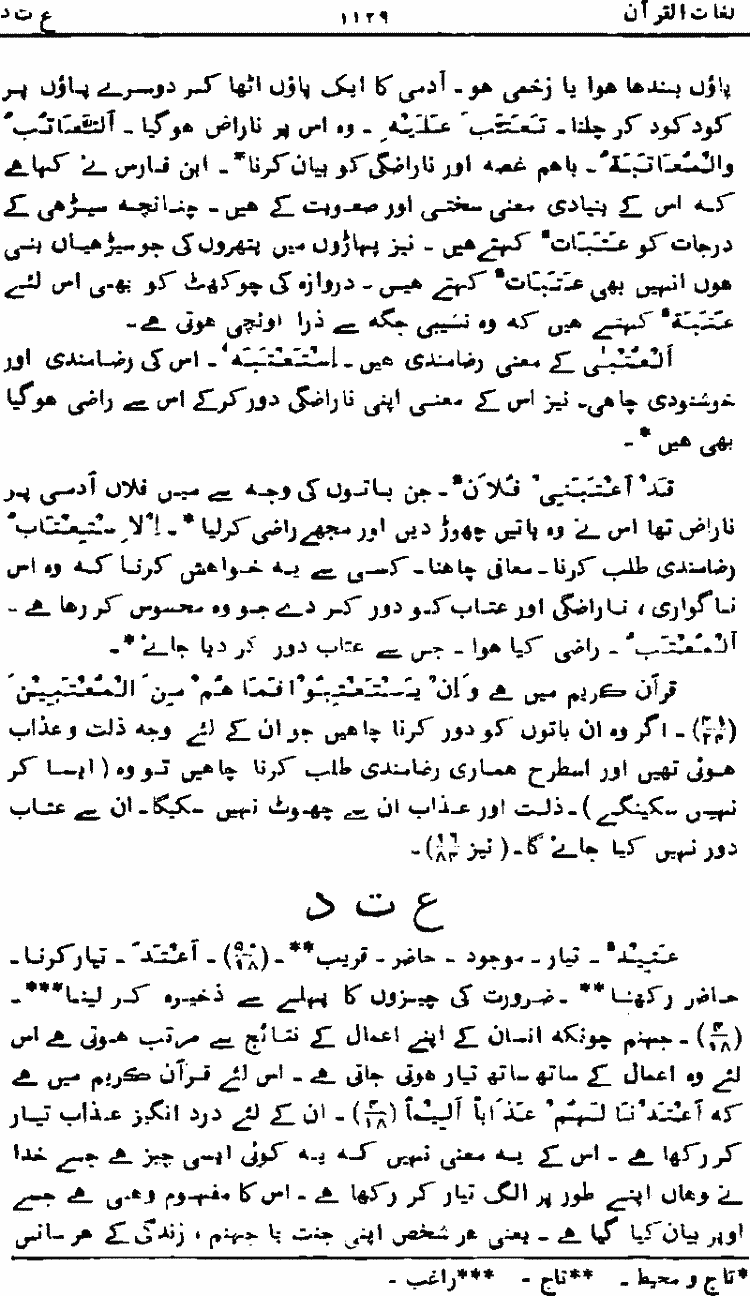 لغات القرآن ۱۱۲۹ ع ت د
پاؤں بندھا ہوا یا زخمی ہو۔ آدمی کا ایک پاؤں اٹھا کر دوسرے پاؤں پر
کود کود کر چلنا۔ تَعَتَّبَ عَلَيْهِ۔ وہ اس پر ناراض ہوگیا۔ اَلتَّعَاتُبُ
وَالْمُعَاتَبَةُ۔ باہم غصہ اور ناراضگی کو بیان کرنا*۔ ابن فارس نے کہا ہے
کہ اس کے بنیادی معنی سختی اور صعوبت کے ہیں۔ چنانچہ سیڑھی کے
درجات کو عَتَبَاتٌ کہتے ہیں۔ نیز پہاڑوں میں پتھروں کی جو سیڑھیاں بنی
ہوں انہیں بھی عَتَبَاتٌ کہتے ہیں۔ دروازہ کی چوکھٹ کو بھی اس لئے
عَتَبَةٌ کہتے ہیں کہ وہ نشیبی جگہ سے ذرا اونچی ہوتی ہے۔
اَلْعُتْبٰى کے معنی رضامندی ہیں۔ اِسْتَعْتَبَهُ۔ اس کی رضامندی اور
خوشنودی چاہی۔ نیز اس کے معنی اپنی ناراضگی دور کرکے اس سے راضی ہوگیا
بھی ہیں*۔
قَدْ اَعْتَبَنِيْ فُلَانٌ۔ جن باتوں کی وجہ سے میں فلاں آدمی پر
ناراض تھا اس نے وہ باتیں چھوڑ دیں اور مجھے راضی کرلیا*۔ اَلْاِسْتِعْتَابُ
رضامندی طلب کرنا۔ معافی چاہنا۔ کسی سے یہ خواہش کرنا کہ وہ اس
ناگواری، ناراضگی اور عتاب کو دور کر دے جو وہ محسوس کر رہا ہے۔
اَلْمُعْتَبُ۔ راضی کیا ہوا۔ جس سے عتاب دور کر دیا جائے*۔
قرآن کریم میں ہے وَاِنْ يَسْتَعْتِبُوْا فَمَا هُمْ مِنَ الْمُعْتَبِيْنَ
(۴۱/۲۴)۔ اگر وہ ان باتوں کو دور کرنا چاہیں جو ان کے لئے وجہ ذلت و عذاب
ہوئی تھیں اور اسطرح ہماری رضامندی طلب کرنا چاہیں تو وہ (ایسا کر
نہیں سکینگے)۔ ذلت اور عذاب ان سے چھوٹ نہیں سکیگا۔ ان سے عتاب
دور نہیں کیا جائے گا۔ (نیز ۱۶/۸۴)۔
ع ت د
عَتِيْدٌ۔ تیار۔ موجود۔ حاضر۔ قریب**۔ (۵۰/۱۸)۔ اَعْتَدَ۔ تیار کرنا۔
حاضر رکھنا**۔ ضرورت کی چیزوں کا پہلے سے ذخیرہ کر لینا***۔
(۴/۱۸)۔ جہنم چونکہ انسان کے اپنے اعمال کے نتائج سے مرتب ہوتی ہے اس
لئے وہ اعمال کے ساتھ ساتھ تیار ہوتی جاتی ہے۔ اس لئے قرآن کریم میں ہے
کہ اَعْتَدْنَا لَهُمْ عَذَابًا اَلِيْمًا (۴/۱۸)۔ ان کے لئے درد انگیز عذاب تیار
کر رکھا ہے۔ اس کے یہ معنی نہیں کہ یہ کوئی ایسی چیز ہے جسے خدا
نے وہاں اپنے طور پر الگ تیار کر رکھا ہے۔ اس کا مفہوم وہی ہے جسے
اوپر بیان کیا گیا ہے۔ یعنی ہر شخص اپنی جنت یا جہنم، زندگی کے ہر سانس
*تاج و محیط۔ **تاج۔ ***راغب۔